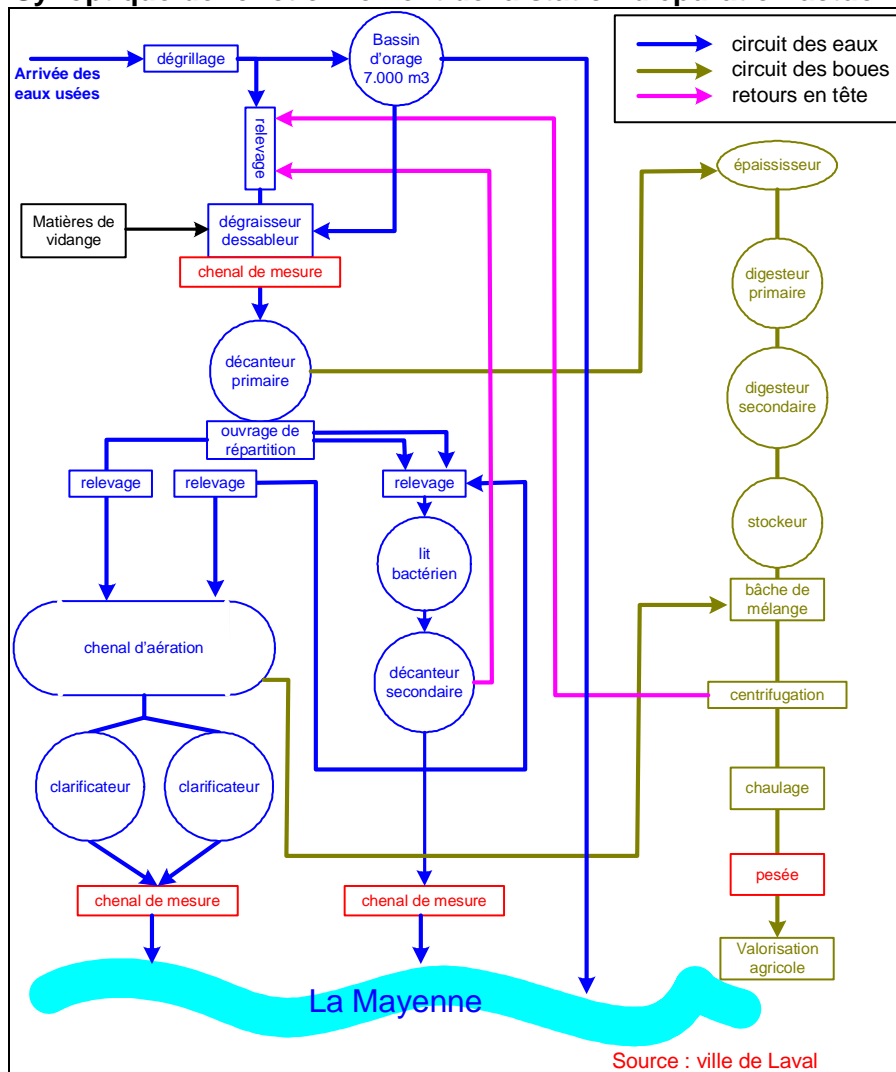 dégrillage
Bassin
d'orage
7.000 m3
Arrivée des
eaux usées
circuit des eaux
circuit des boues
retours en tête
relevage
épaississeur
Matières de
vidange
dégraisseur
dessableur
chenal de mesure
digesteur
primaire
décanteur
primaire
digesteur
secondaire
ouvrage de
répartition
relevage
relevage
relevage
stockeur
lit
bactérien
bâche de
mélange
chenal d'aération
décanteur
secondaire
centrifugation
clarificateur
clarificateur
chaulage
pesée
chenal de mesure
chenal de mesure
Valorisation
agricole
La Mayenne
Source : ville de Laval